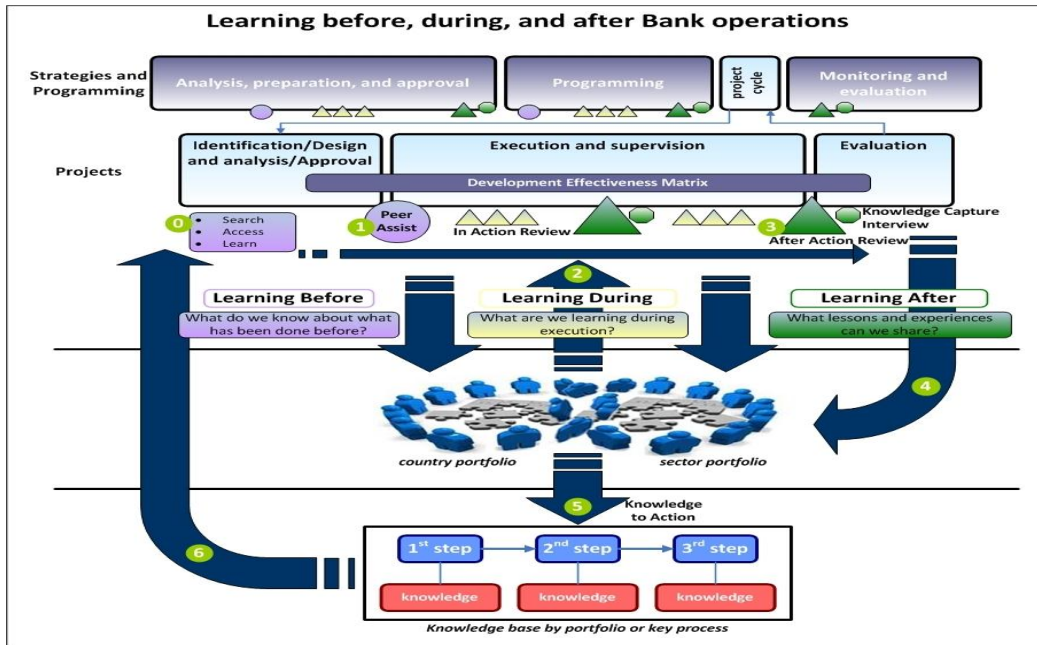 Learning before, during, and after Bank operations
Strategies and
Programming
Analysis, preparation, and approval
Programming
project
cycle
Monitoring and
evaluation
Projects
Identification/Design
and analysis/Approval
Execution and supervision
Evaluation
Development Effectiveness Matrix
0
• Search
• Access
• Learn
1
Peer
Assist
In Action Review
3
After Action Review
Knowledge Capture
Interview
2
Learning Before
What do we know about what
has been done before?
Learning During
What are we learning during
execution?
Learning After
What lessons and experiences
can we share?
4
country portfolio
sector portfolio
5
Knowledge
to Action
6
1st step
2nd step
3rd step
knowledge
knowledge
knowledge
Knowledge base by portfolio or key process